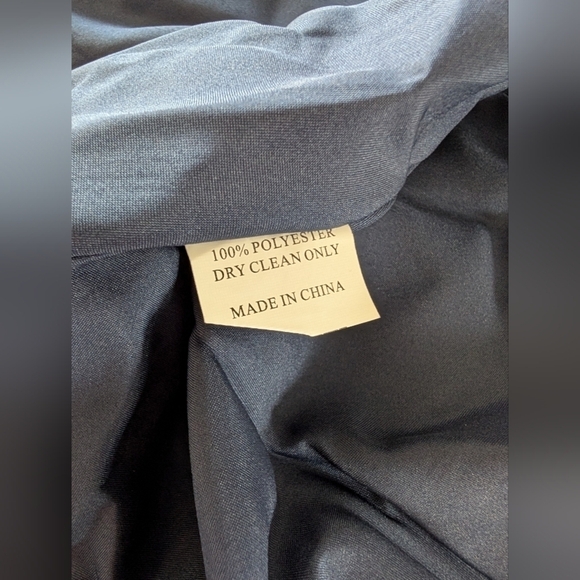 100% POLYESTER
DRY CLEAN ONLY
MADE IN CHINA